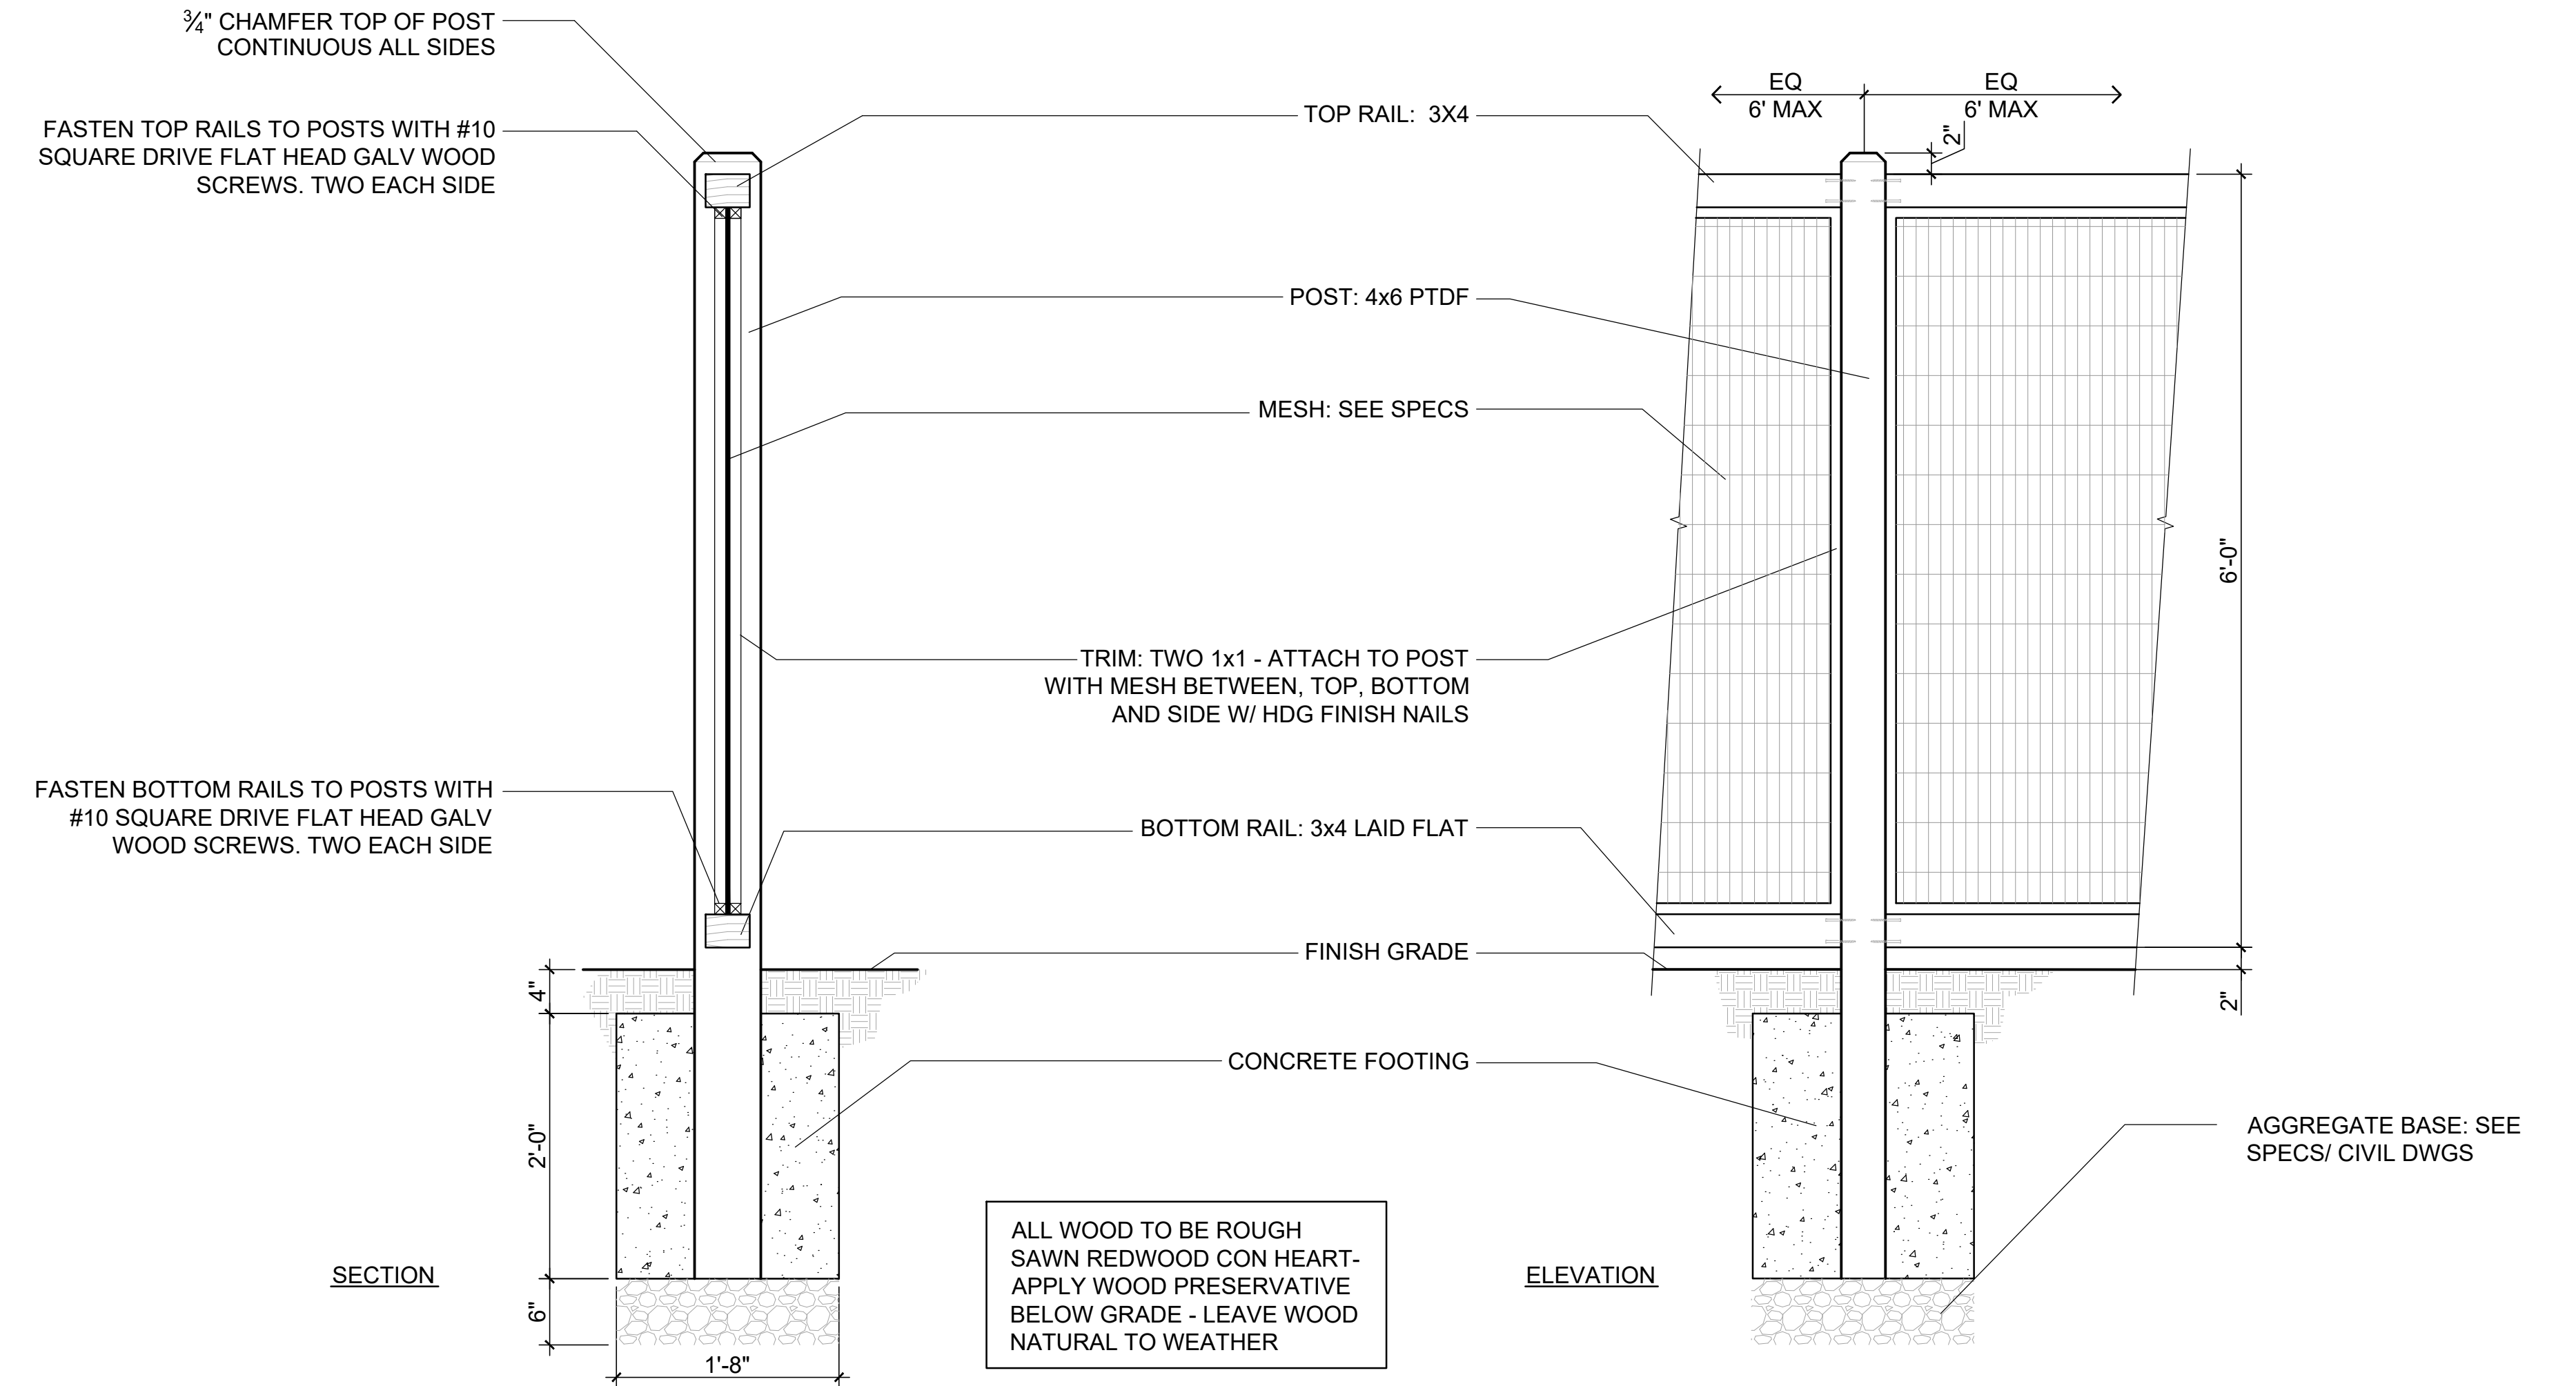 ¾" CHAMFER TOP OF POST
CONTINUOUS ALL SIDES
FASTEN TOP RAILS TO POSTS WITH #10
SQUARE DRIVE FLAT HEAD GALV WOOD
SCREWS. TWO EACH SIDE
FASTEN BOTTOM RAILS TO POSTS WITH
#10 SQUARE DRIVE FLAT HEAD GALV
WOOD SCREWS. TWO EACH SIDE
4"
2'-0"
6"
1'-8"
SECTION
TOP RAIL: 3X4
POST: 4x6 PTDF
MESH: SEE SPECS
TRIM: TWO 1x1 - ATTACH TO POST
WITH MESH BETWEEN, TOP, BOTTOM
AND SIDE W/ HDG FINISH NAILS
BOTTOM RAIL: 3x4 LAID FLAT
FINISH GRADE
CONCRETE FOOTING
ALL WOOD TO BE ROUGH
SAWN REDWOOD CON HEART-
APPLY WOOD PRESERVATIVE
BELOW GRADE - LEAVE WOOD
NATURAL TO WEATHER
EQ
6' MAX
EQ
6' MAX
2"
6'-0"
2"
AGGREGATE BASE: SEE
SPECS/ CIVIL DWGS
ELEVATION